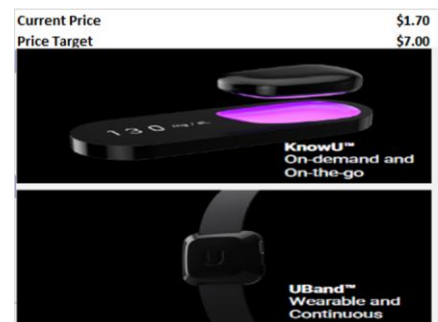 Current Price $1.70
Price Target $7.00
130 mg / dL
KnowU™
On-demand and
On-the-go
U
UBand™
Wearable and
Continuous